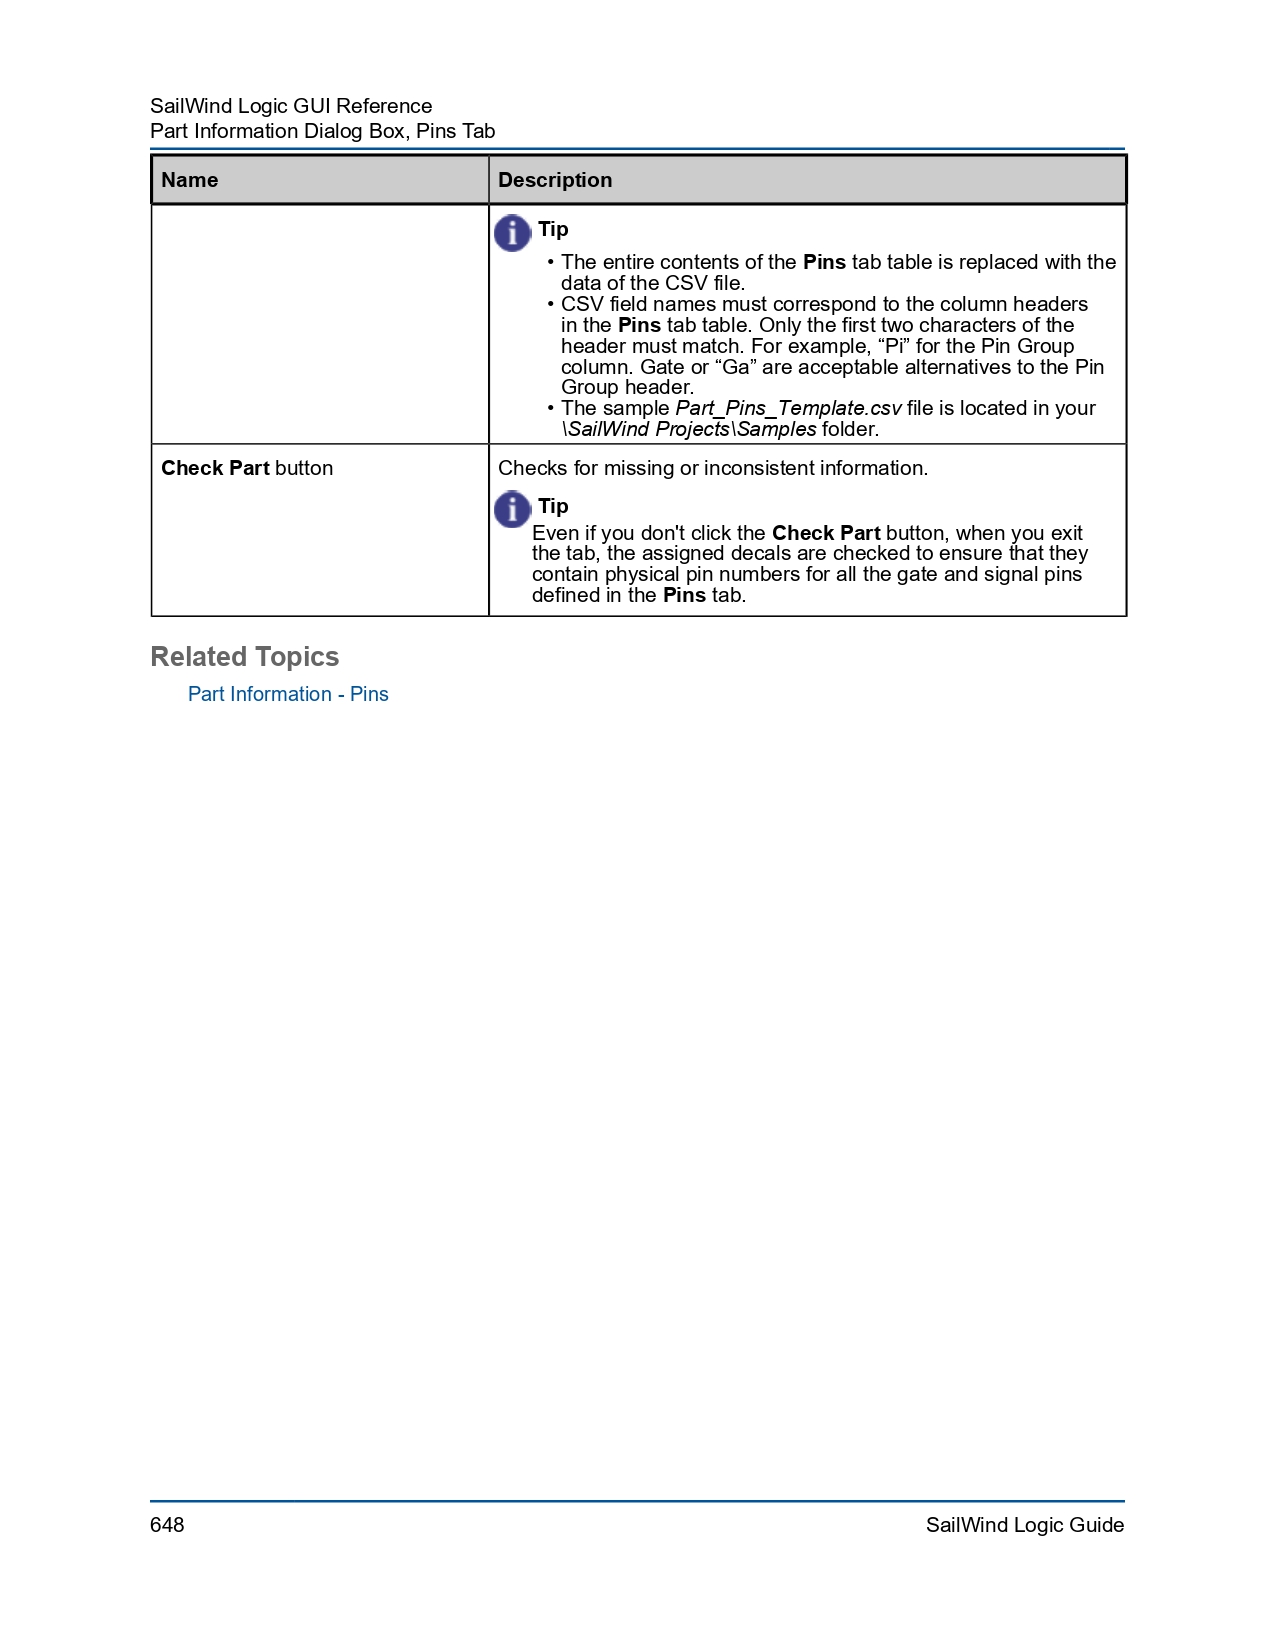 SailWind Logic GUI Reference
Part Information Dialog Box, Pins Tab
Name Description
Tip
• The entire contents of the Pins tab table is replaced with the
data of the CSV file.
• CSV field names must correspond to the column headers
in the Pins tab table. Only the first two characters of the
header must match. For example, “Pi” for the Pin Group
column. Gate or “Ga” are acceptable alternatives to the Pin
Group header.
• The sample Part_Pins_Template.csv file is located in your
\SailWind Projects\Samples folder.
Check Part button Checks for missing or inconsistent information.
Tip
Even if you don't click the Check Part button, when you exit
the tab, the assigned decals are checked to ensure that they
contain physical pin numbers for all the gate and signal pins
defined in the Pins tab.
Related Topics
Part Information - Pins
648 SailWind Logic Guide